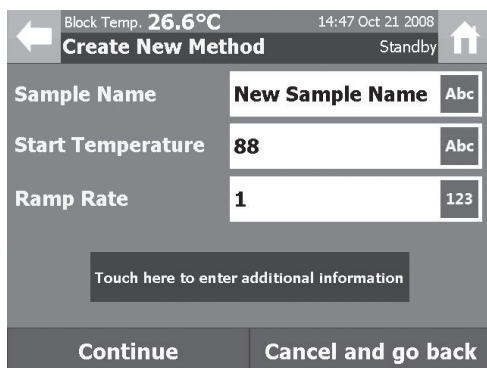 Block Temp. 26.6°C 14:47 Oct 21 2008
Create New Method Standby
Sample Name New Sample Name Abc
Start Temperature 88 Abc
Ramp Rate 1 123
Touch here to enter additional information
Continue Cancel and go back